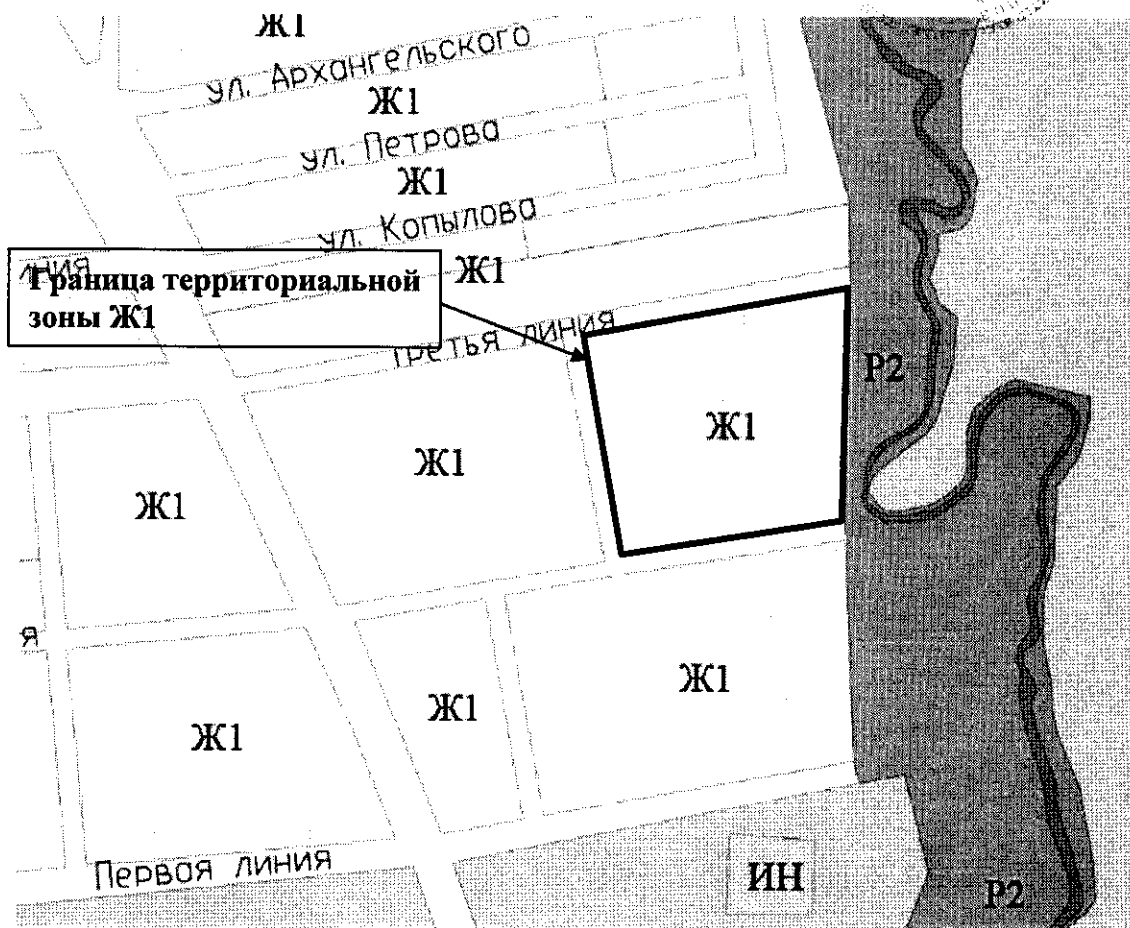 Ж1
ул. Архангельского
Ж1
ул. Петрова
Ж1
ул. Копылова
Ж1
Граница территориальной
зоны Ж1
линия
Третья линия
Р2
Ж1
Ж1
Ж1
я
Ж1
Ж1
Ж1
Первая линия
ИН
Р2